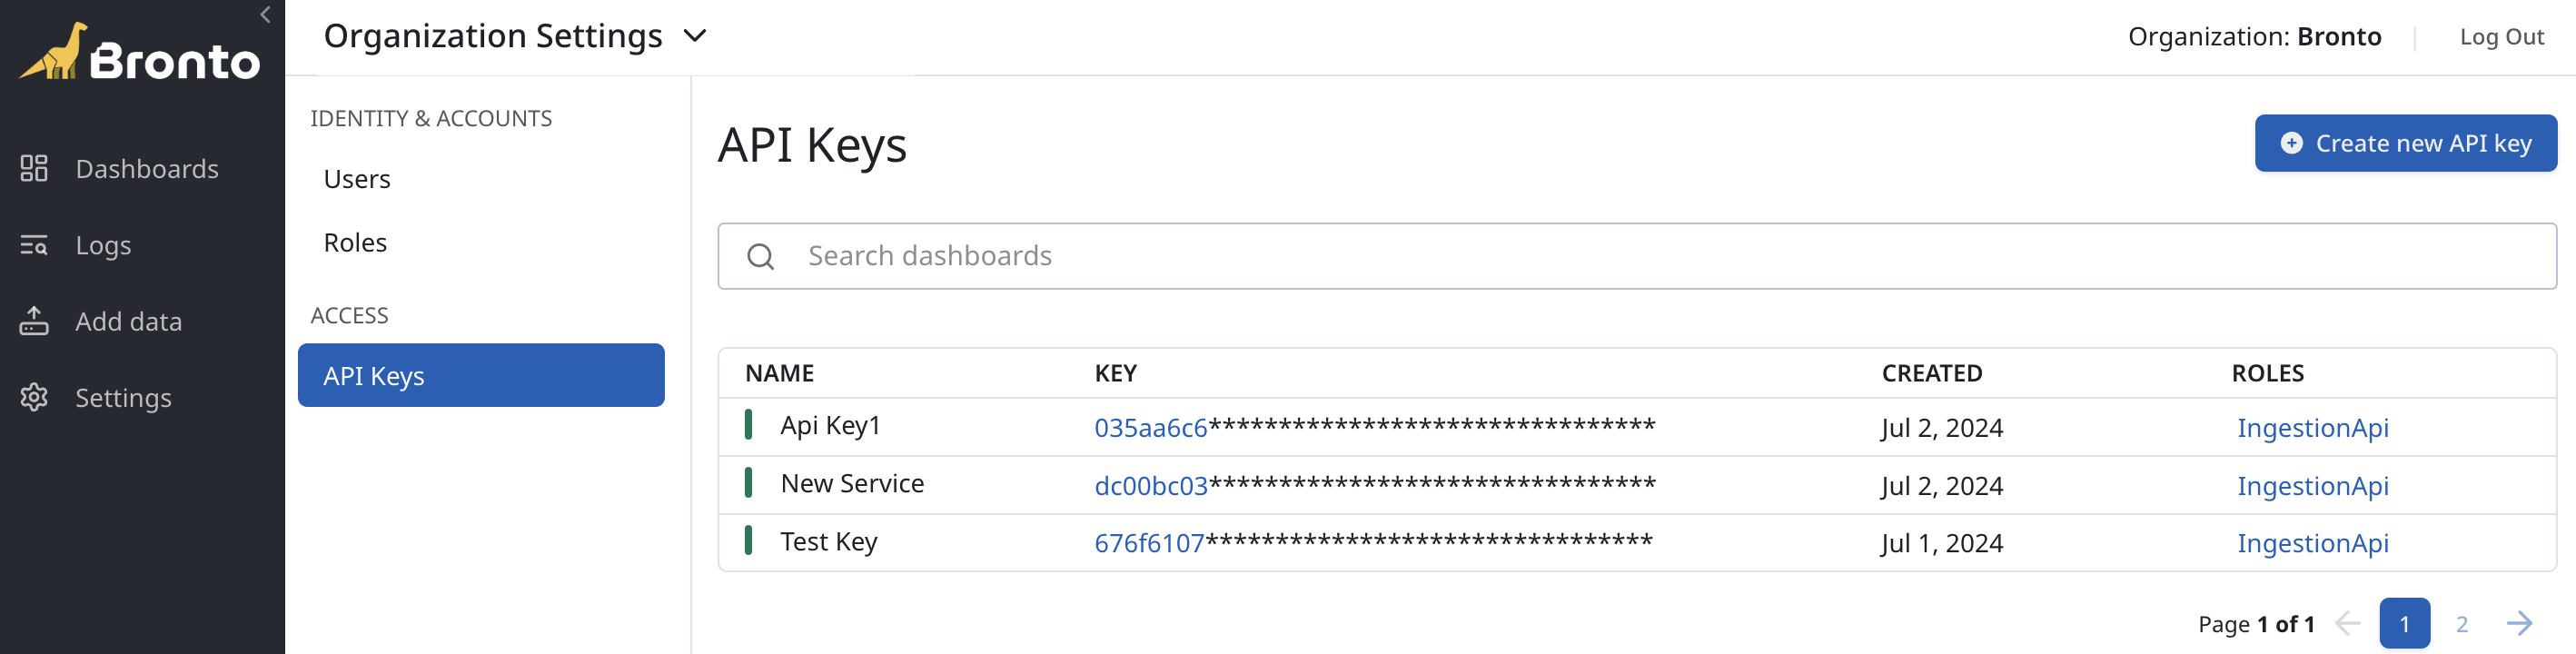 Bronto
Dashboards
Logs
Add data
Settings
Organization Settings
Organization: Bronto
Log Out
IDENTITY & ACCOUNTS
Users
Roles
ACCESS
API Keys
API Keys
Create new API key
Search dashboards
NAME KEY CREATED ROLES
Api Key1 035aa6c6******************************** Jul 2, 2024 IngestionApi
New Service dc00bc03******************************** Jul 2, 2024 IngestionApi
Test Key 676f6107******************************** Jul 1, 2024 IngestionApi
Page 1 of 1 1 2